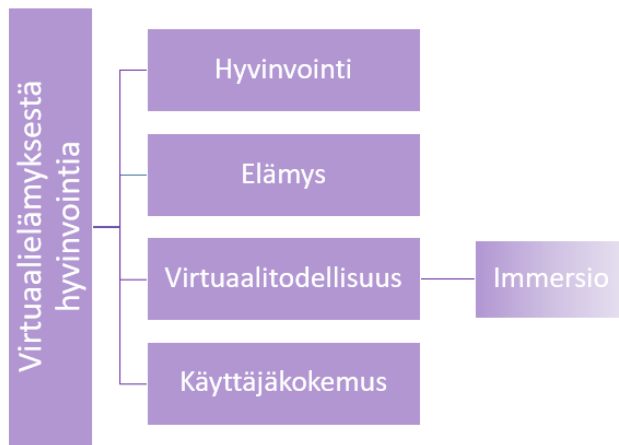 Virtuaalielämyksestä
hyvinvointia
Hyvinvointi
Elämys
Virtuaalitodellisuus
Immersio
Käyttäjäkokemus